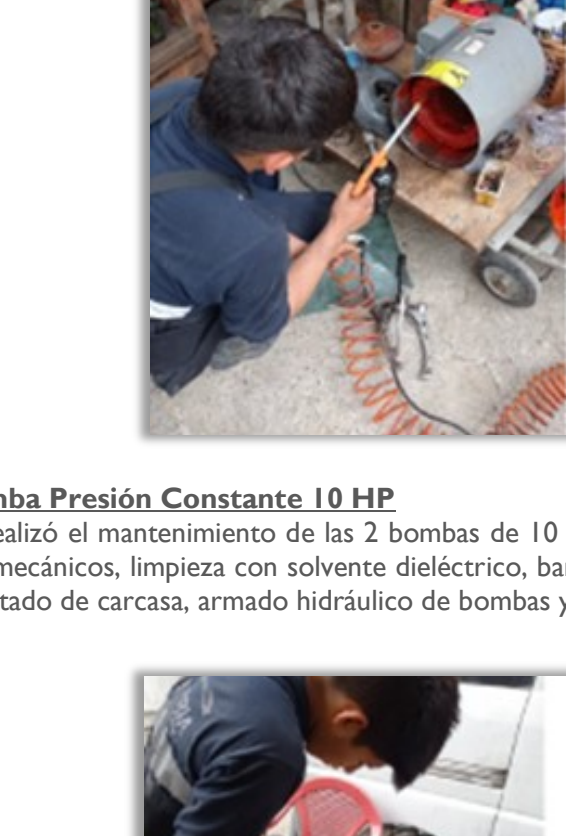 mba Presión Constante 10 HP
ealizó el mantenimiento de las 2 bombas de 10
mecánicos, limpieza con solvente dieléctrico, bar
tado de carcasa, armado hidráulico de bombas y